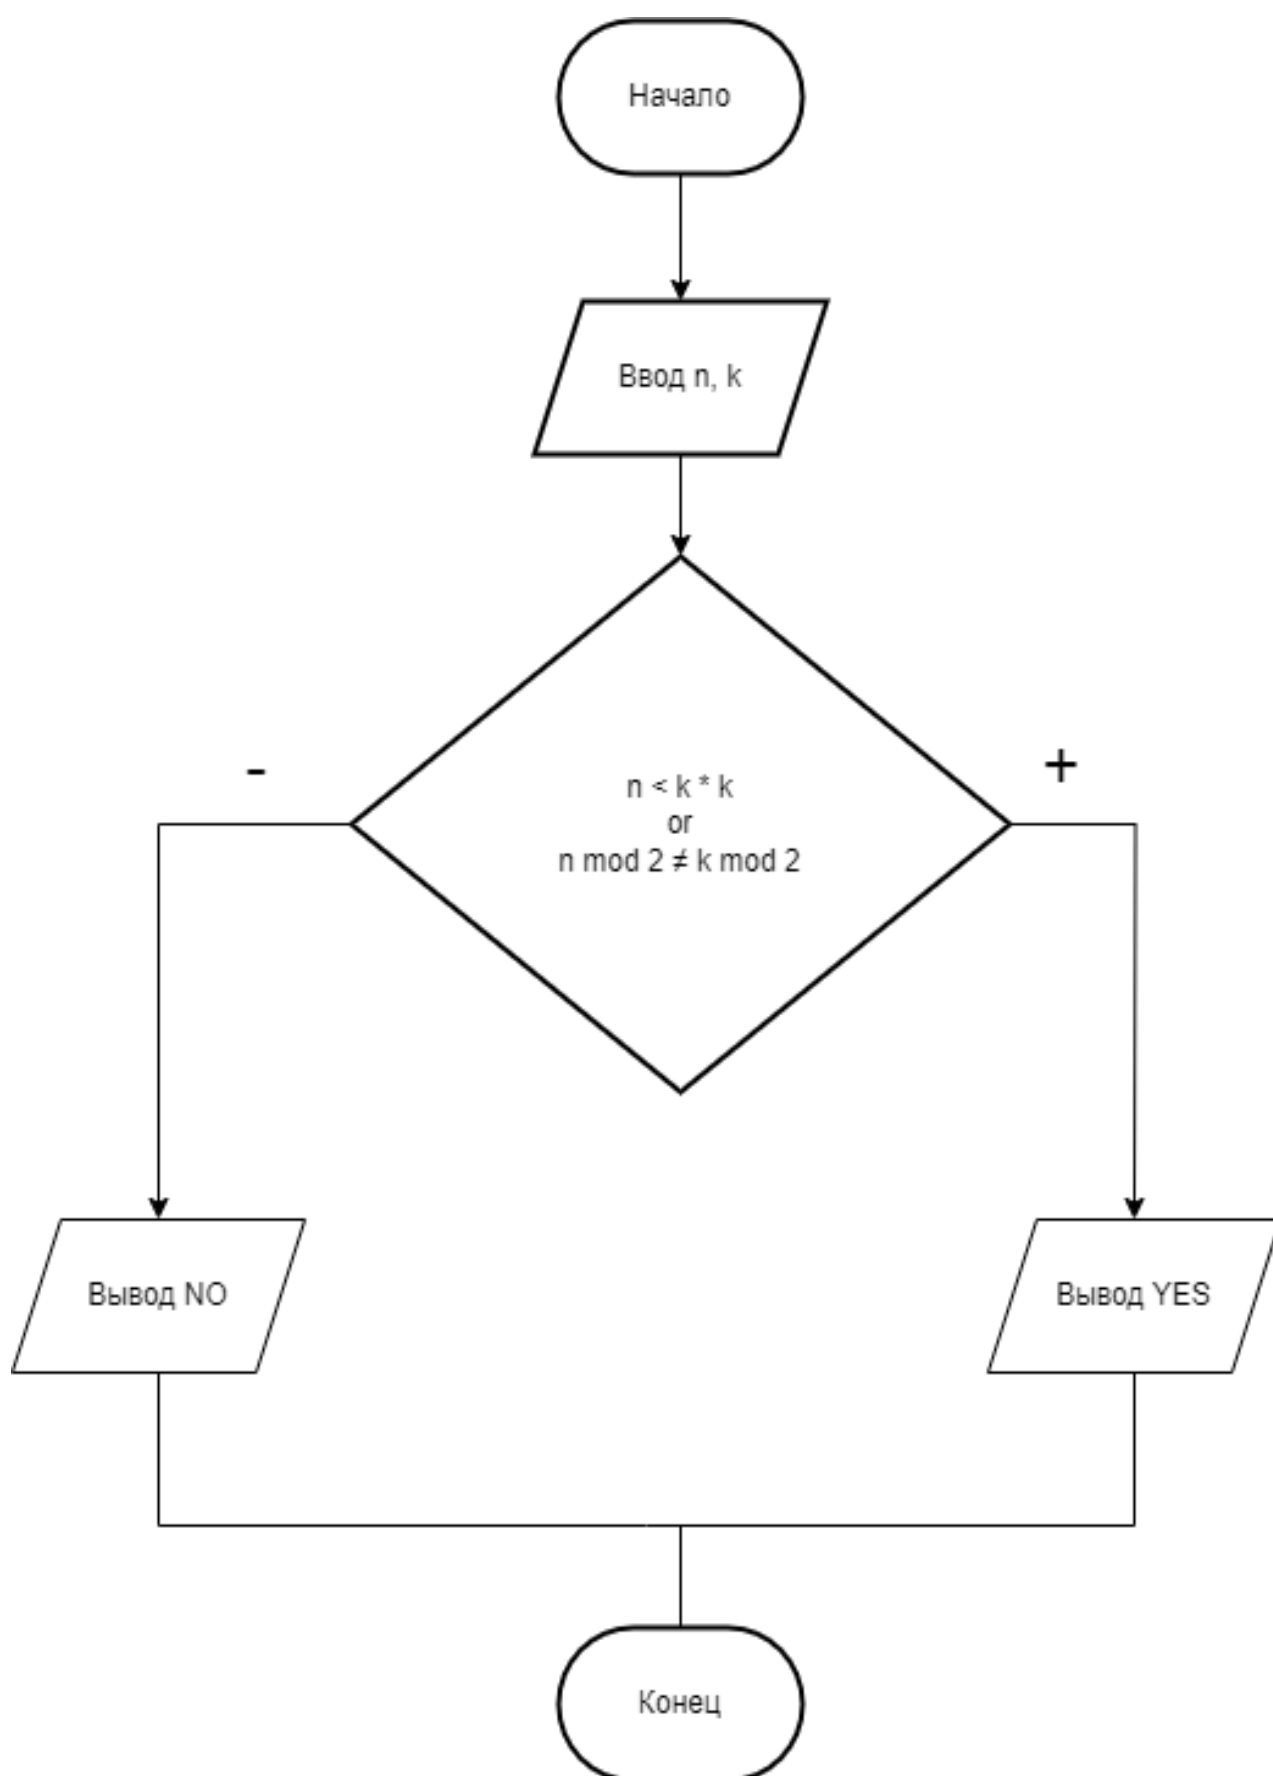 Начало
Ввод n, k
-
+
n < k * k
or
n mod 2 ≠ k mod 2
Вывод NO
Вывод YES
Конец